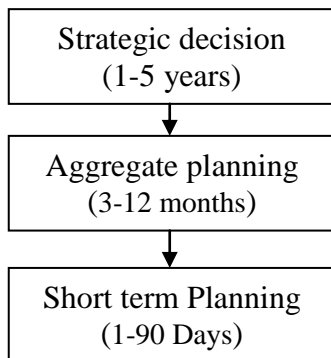 Strategic decision
(1-5 years)
Aggregate planning
(3-12 months)
Short term Planning
(1-90 Days)